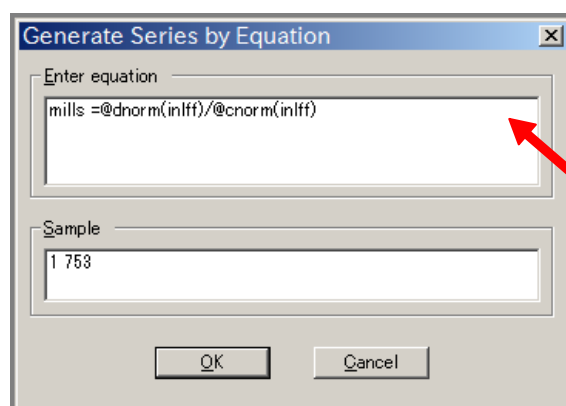 Generate Series by Equation
Enter equation
mills =@dnorm(inlff)/@cnorm(inlff)
Sample
1 753
OK
Cancel